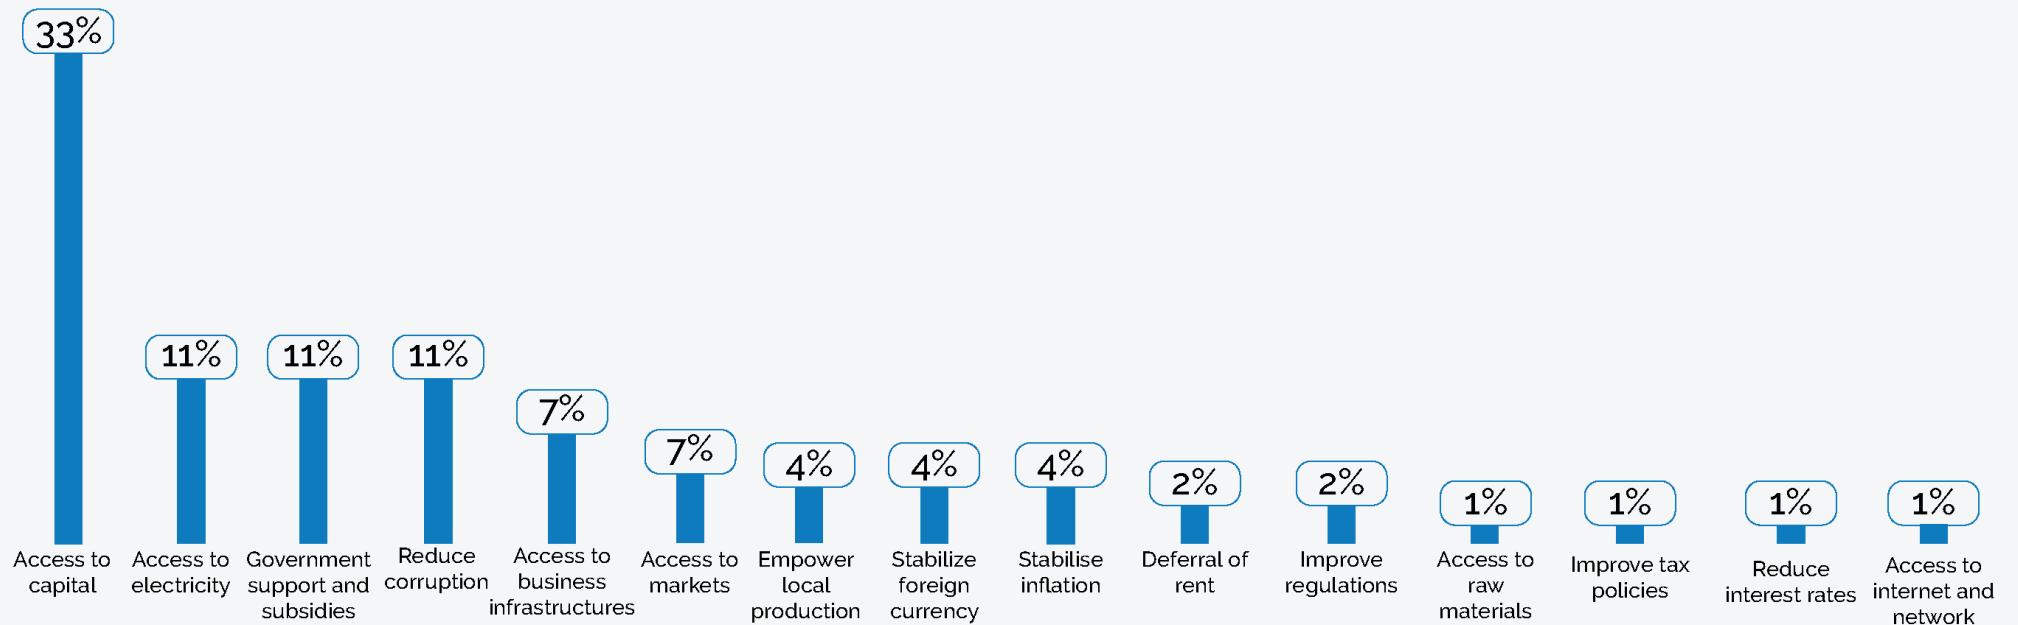 33%
11%
11%
11%
7%
7%
4%
4%
4%
2%
2%
1%
1%
1%
1%
Access to
capital
Access to
electricity
Government
support and
subsidies
Reduce
corruption
Access to
business
infrastructures
Access to
markets
Empower
local
production
Stabilize
foreign
currency
Stabilise
inflation
Deferral of
rent
Improve
regulations
Access to
raw
materials
Improve tax
policies
Reduce
interest rates
Access to
internet and
network